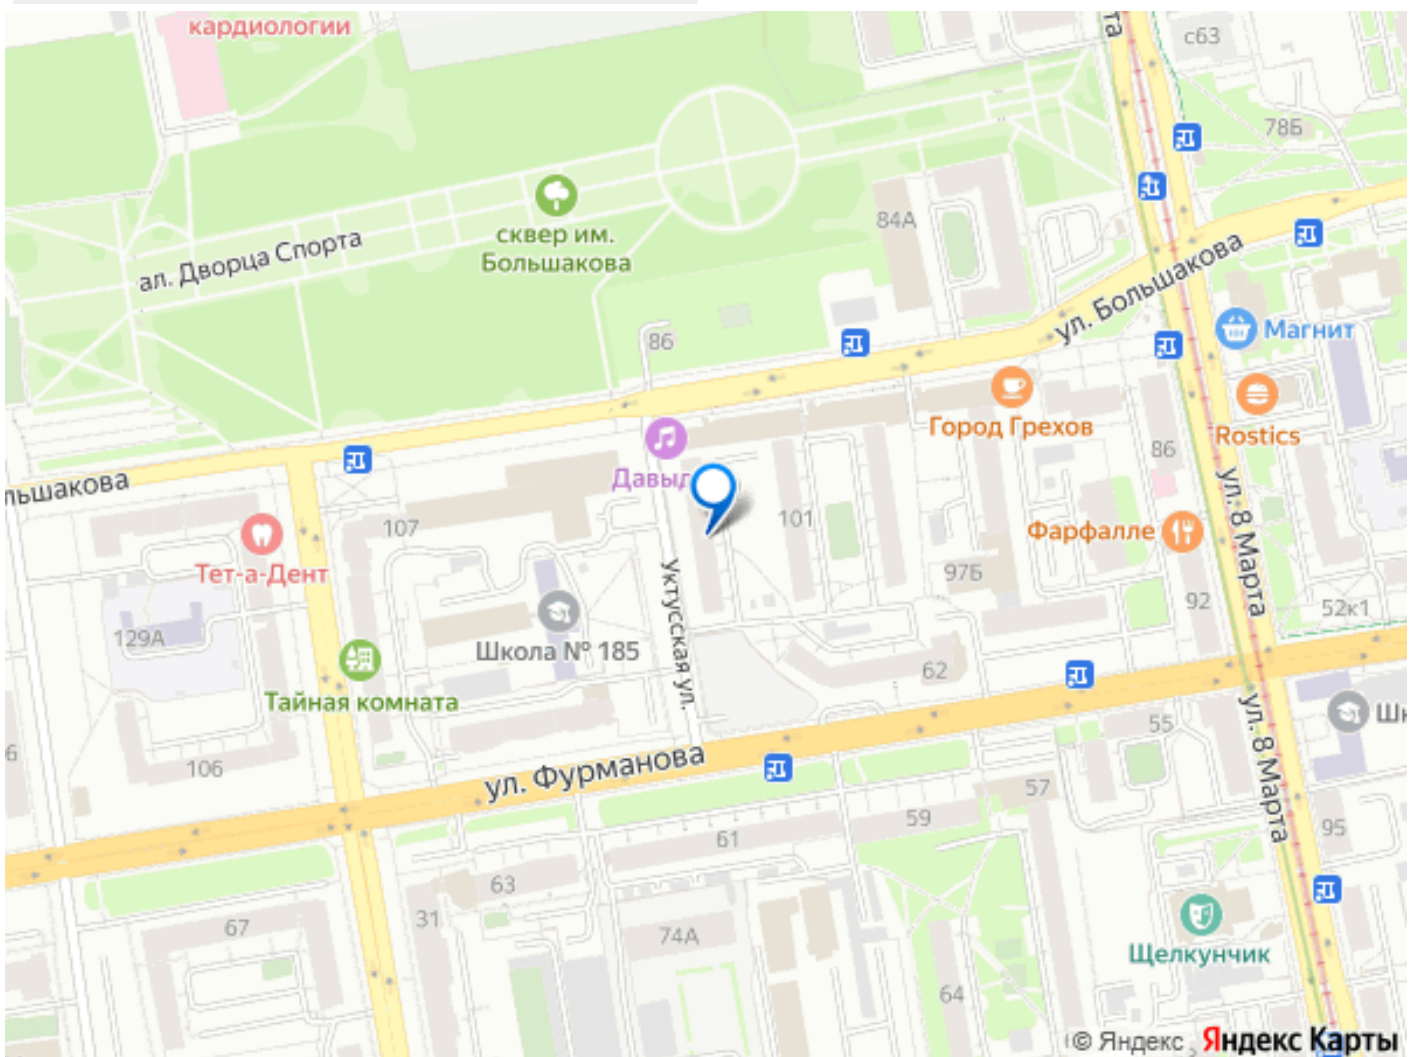 кардиологии
с63
78Б
84А
сквер им.
Большакова
ал. Дворца Спорта
ул. Большакова
86
Магнит
Город Грехов
Rostics
Давыд
86
ул. 8 Марта
льшакова
107
101
Фарфалле
Тет-а-Дент
97Б
92
52к1
Уктусская ул.
129А
Школа № 185
62
Тайная комната
55
ул. 8 Марта
106
ул. Фурманова
57
59
61
95
63
31
67
74А
Щелкунчик
64
© Яндекс
Яндекс Карты